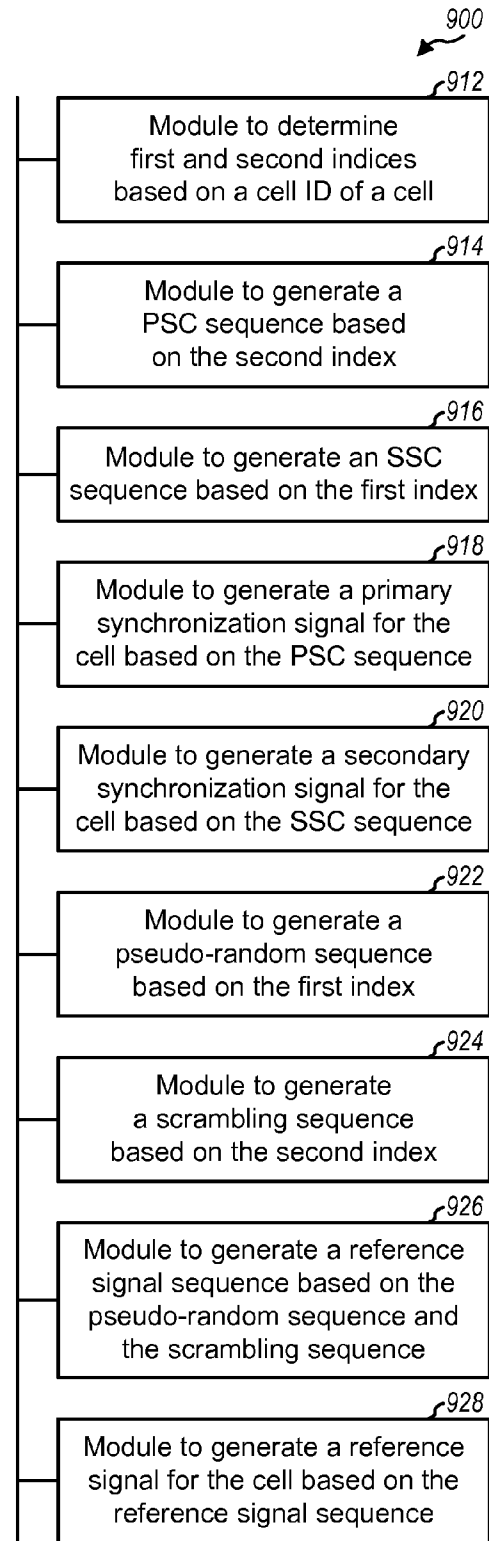 900
912
Module to determine
first and second indices
based on a cell ID of a cell
914
Module to generate a
PSC sequence based
on the second index
916
Module to generate an SSC
sequence based on the first index
918
Module to generate a primary
synchronization signal for the
cell based on the PSC sequence
920
Module to generate a secondary
synchronization signal for the
cell based on the SSC sequence
922
Module to generate a
pseudo-random sequence
based on the first index
924
Module to generate
a scrambling sequence
based on the second index
926
Module to generate a reference
signal sequence based on the
pseudo-random sequence and
the scrambling sequence
928
Module to generate a reference
signal for the cell based on the
reference signal sequence